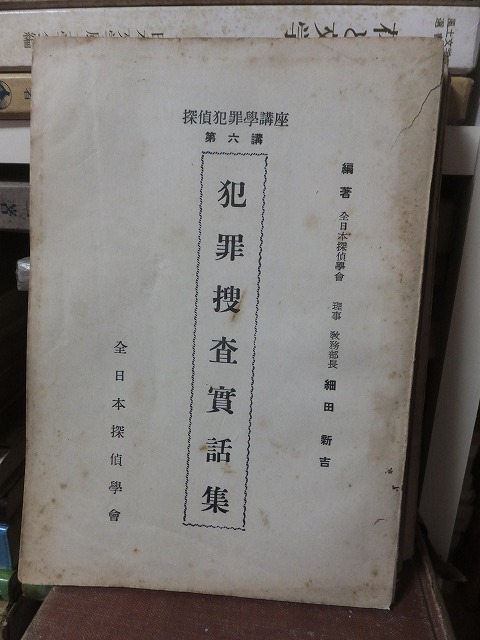 探偵犯罪學講座
第六講
編著 全日本探偵學會 理事 敎務部長 細田新吉
犯罪搜査實話集
全日本探偵學會